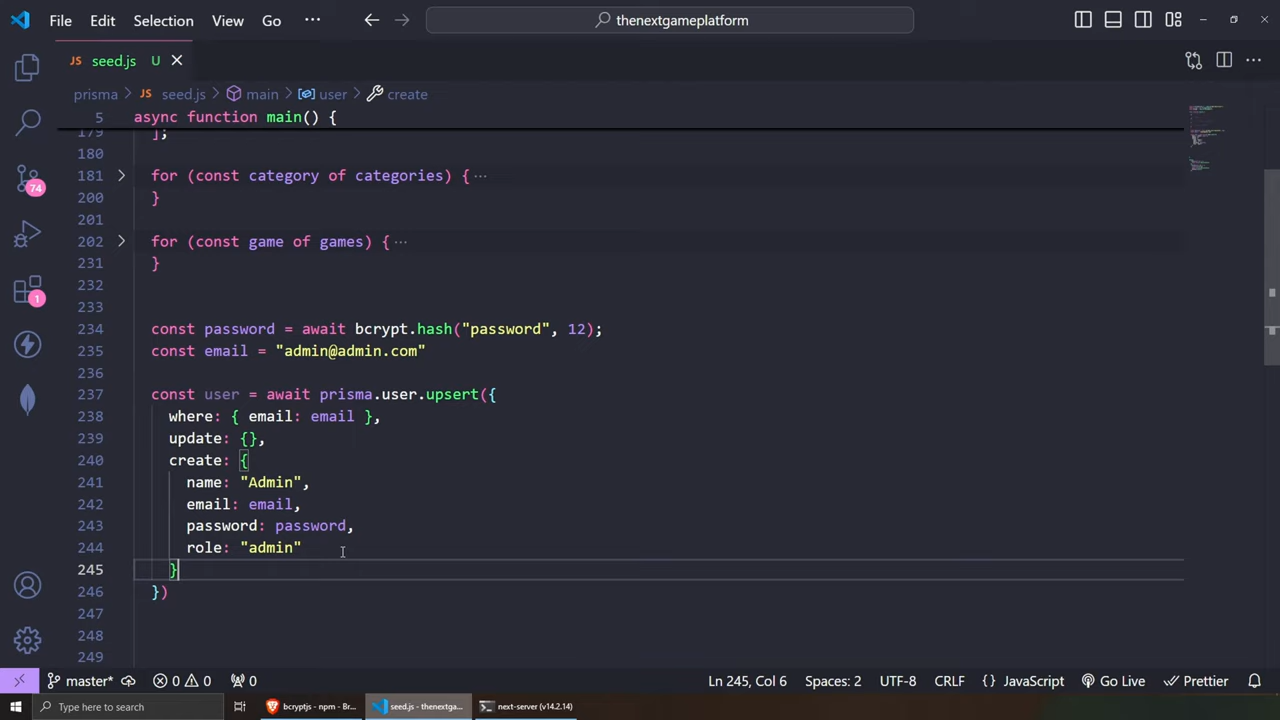 File Edit Selection View Go ··· thenextgameplatform
JS seed.js U
prisma > JS seed.js > main > user > create
5 async function main() {
179 ];
180
181 for (const category of categories) { ···
200 }
201
202 for (const game of games) { ···
231 }
232
233
234 const password = await bcrypt.hash("password", 12);
235 const email = "admin@admin.com"
236
237 const user = await prisma.user.upsert({
238 where: { email: email },
239 update: {},
240 create: {
241 name: "Admin",
242 email: email,
243 password: password,
244 role: "admin"
245 }
246 })
247
248
249
74
1
master* 0 0 0 Ln 245, Col 6 Spaces: 2 UTF-8 CRLF {} JavaScript Go Live Prettier
Type here to search bcryptjs - npm - Br... seed.js - thenextga... next-server (v14.2.14)